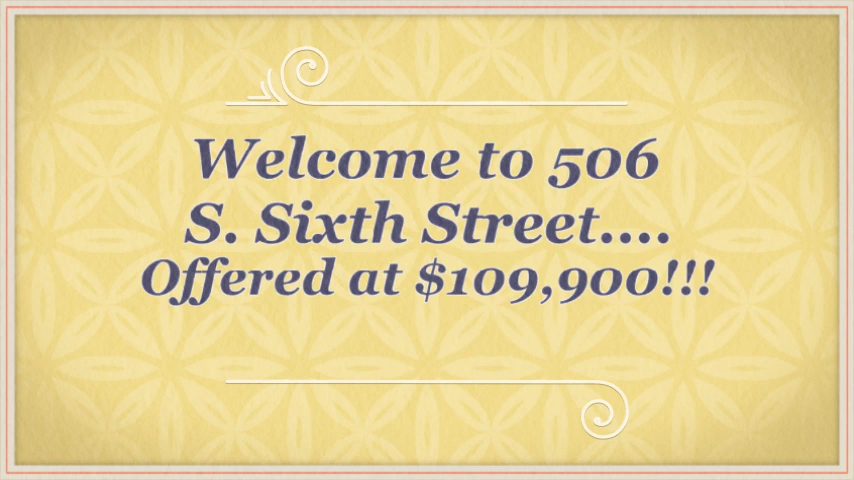 Welcome to 506
S. Sixth Street....
Offered at $109,900!!!